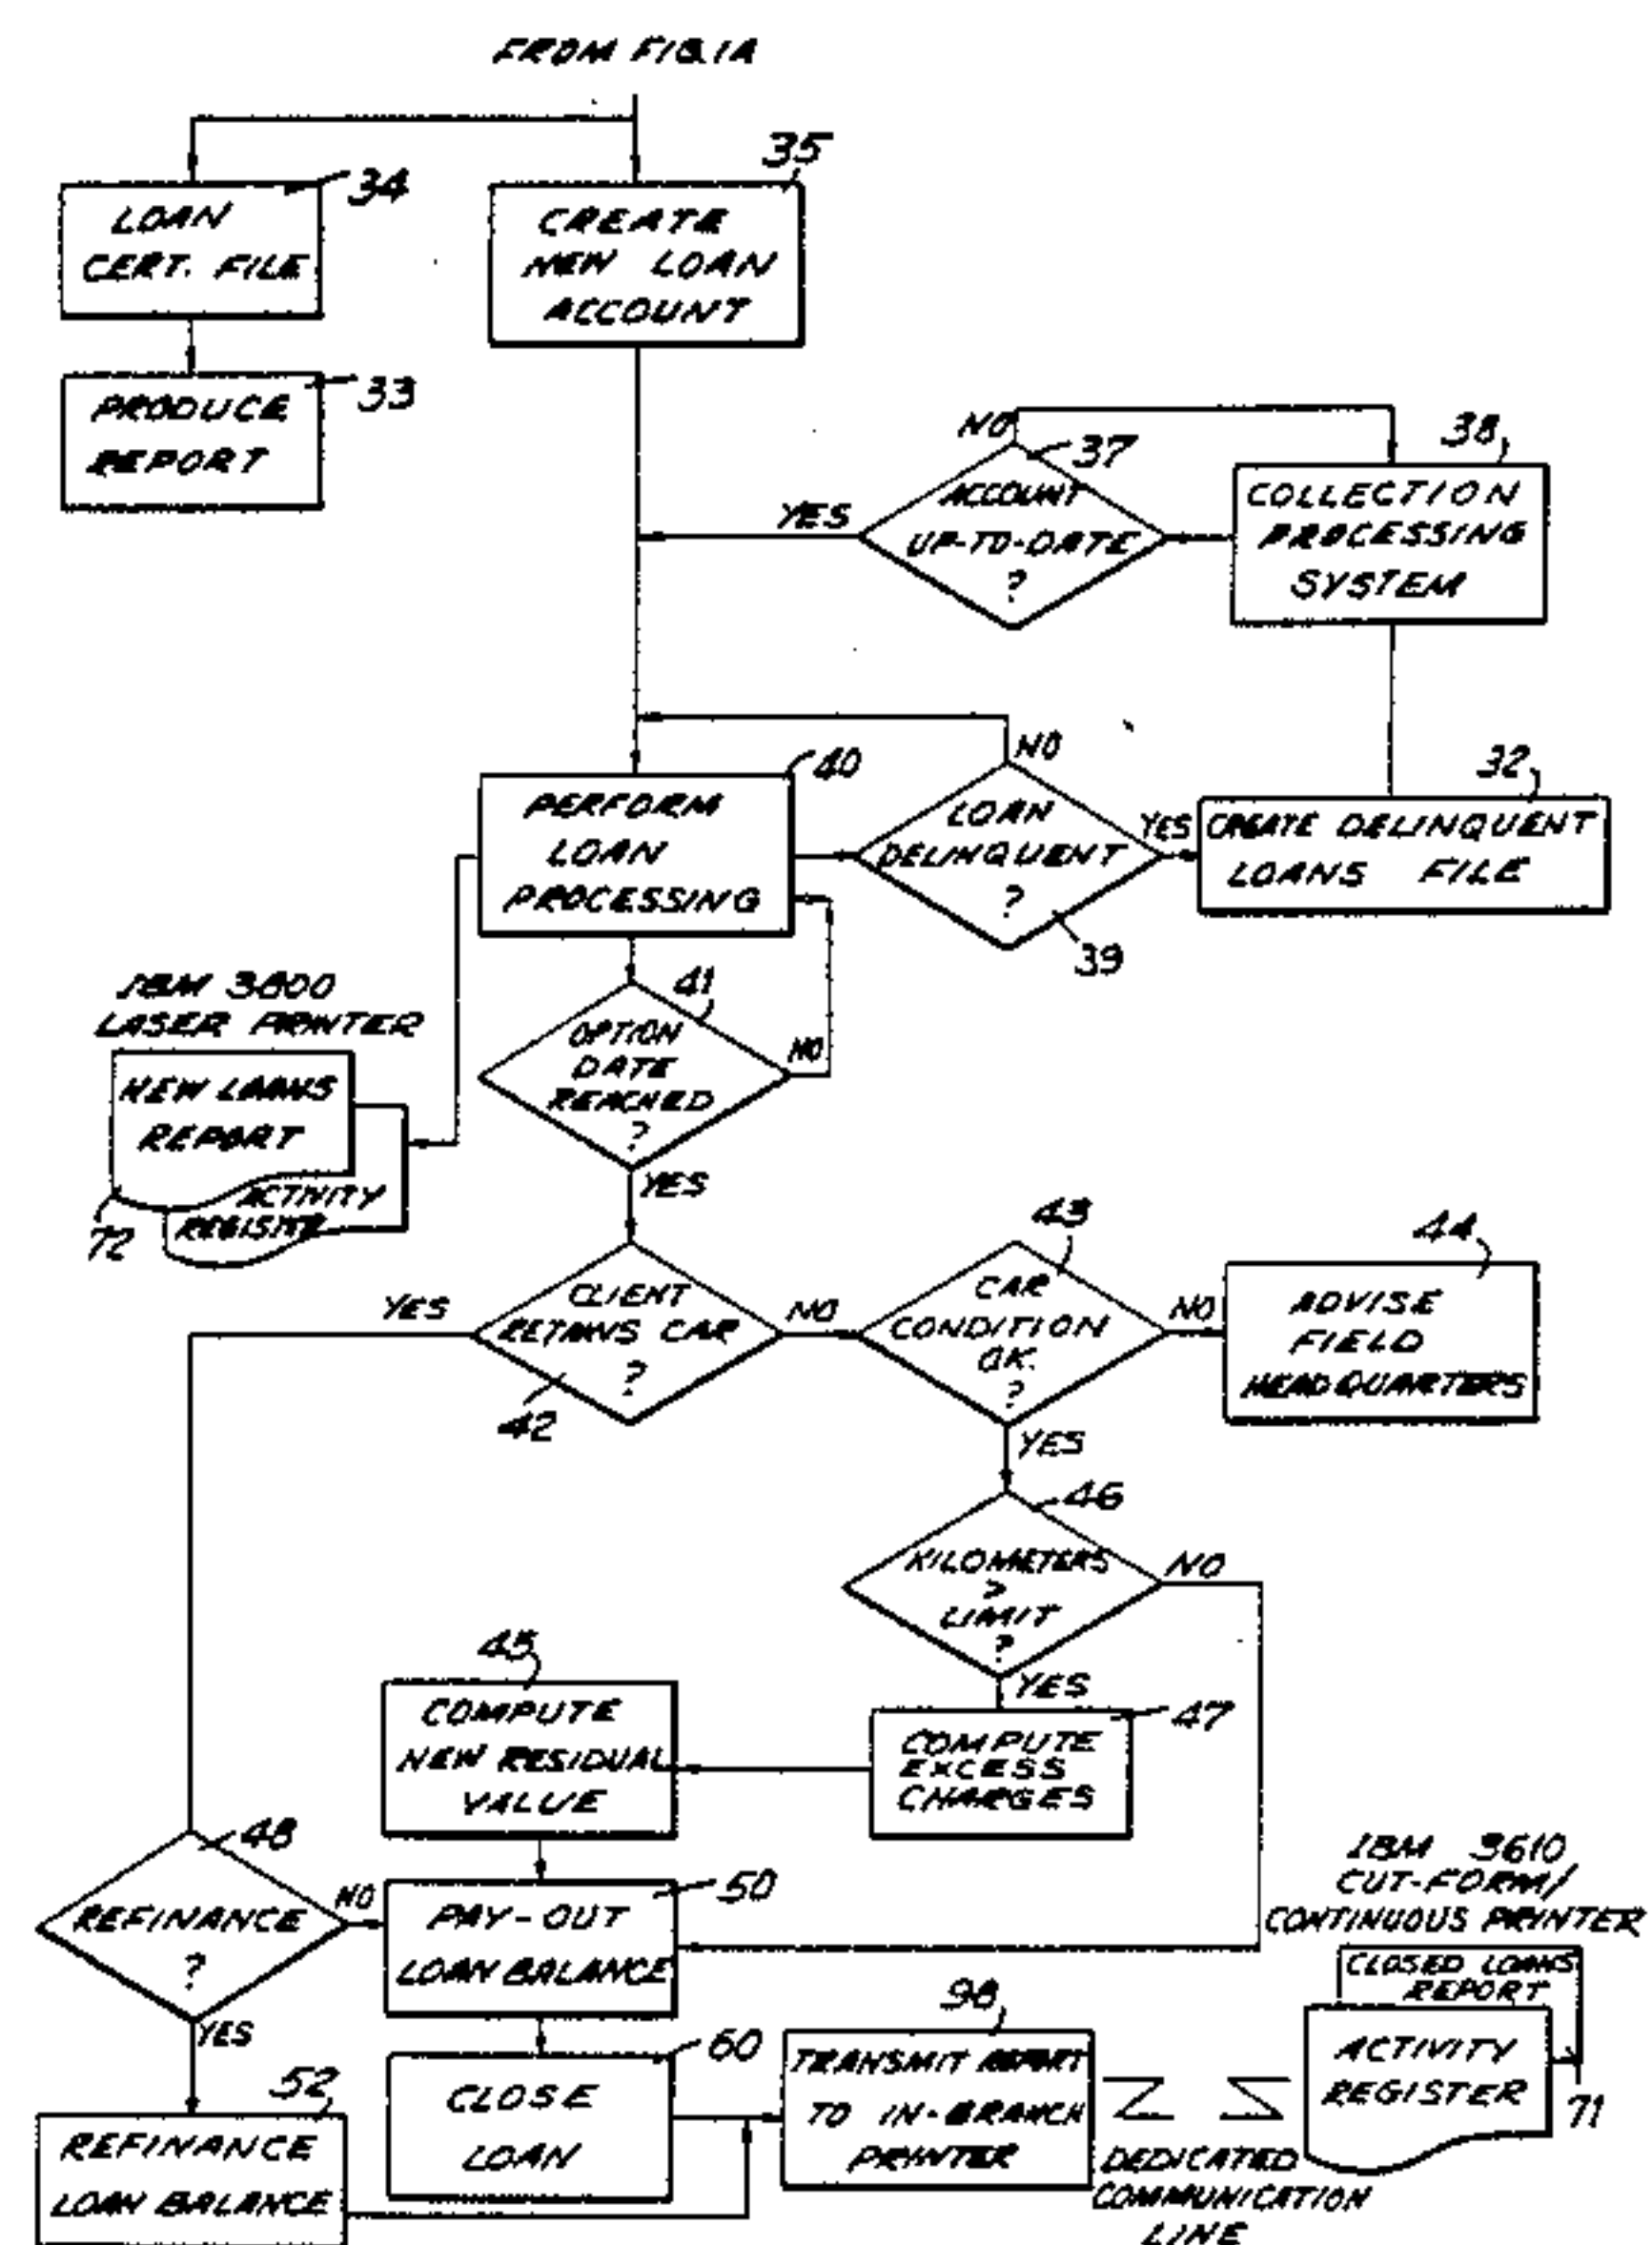 FROM FIG.1A
34
LOAN
CERT. FILE
35
CREATE
NEW LOAN
ACCOUNT
33
PRODUCE
REPORT
NO
37
ACCOUNT
UP-TO-DATE
?
YES
38
COLLECTION
PROCESSING
SYSTEM
40
PERFORM
LOAN
PROCESSING
NO
LOAN
DELINQUENT
?
39
YES
32
CREATE DELINQUENT
LOANS FILE
IBM 3800
LASER PRINTER
NEW LOANS
REPORT
ACTIVITY
REGISTER
72
41
OPTION
DATE
REACHED
?
NO
YES
YES
CLIENT
RETAINS CAR
?
42
NO
43
CAR
CONDITION
OK.
?
NO
44
ADVISE
FIELD
HEADQUARTERS
YES
46
KILOMETERS
>
LIMIT
?
NO
YES
45
COMPUTE
NEW RESIDUAL
VALUE
47
COMPUTE
EXCESS
CHARGES
48
REFINANCE
?
NO
50
PAY-OUT
LOAN BALANCE
IBM 3610
CUT-FORM/
CONTINUOUS PRINTER
CLOSED LOANS
REPORT
ACTIVITY
REGISTER
71
YES
52
REFINANCE
LOAN BALANCE
60
CLOSE
LOAN
98
TRANSMIT REPORT
TO IN-BRANCH
PRINTER
DEDICATED
COMMUNICATION
LINE